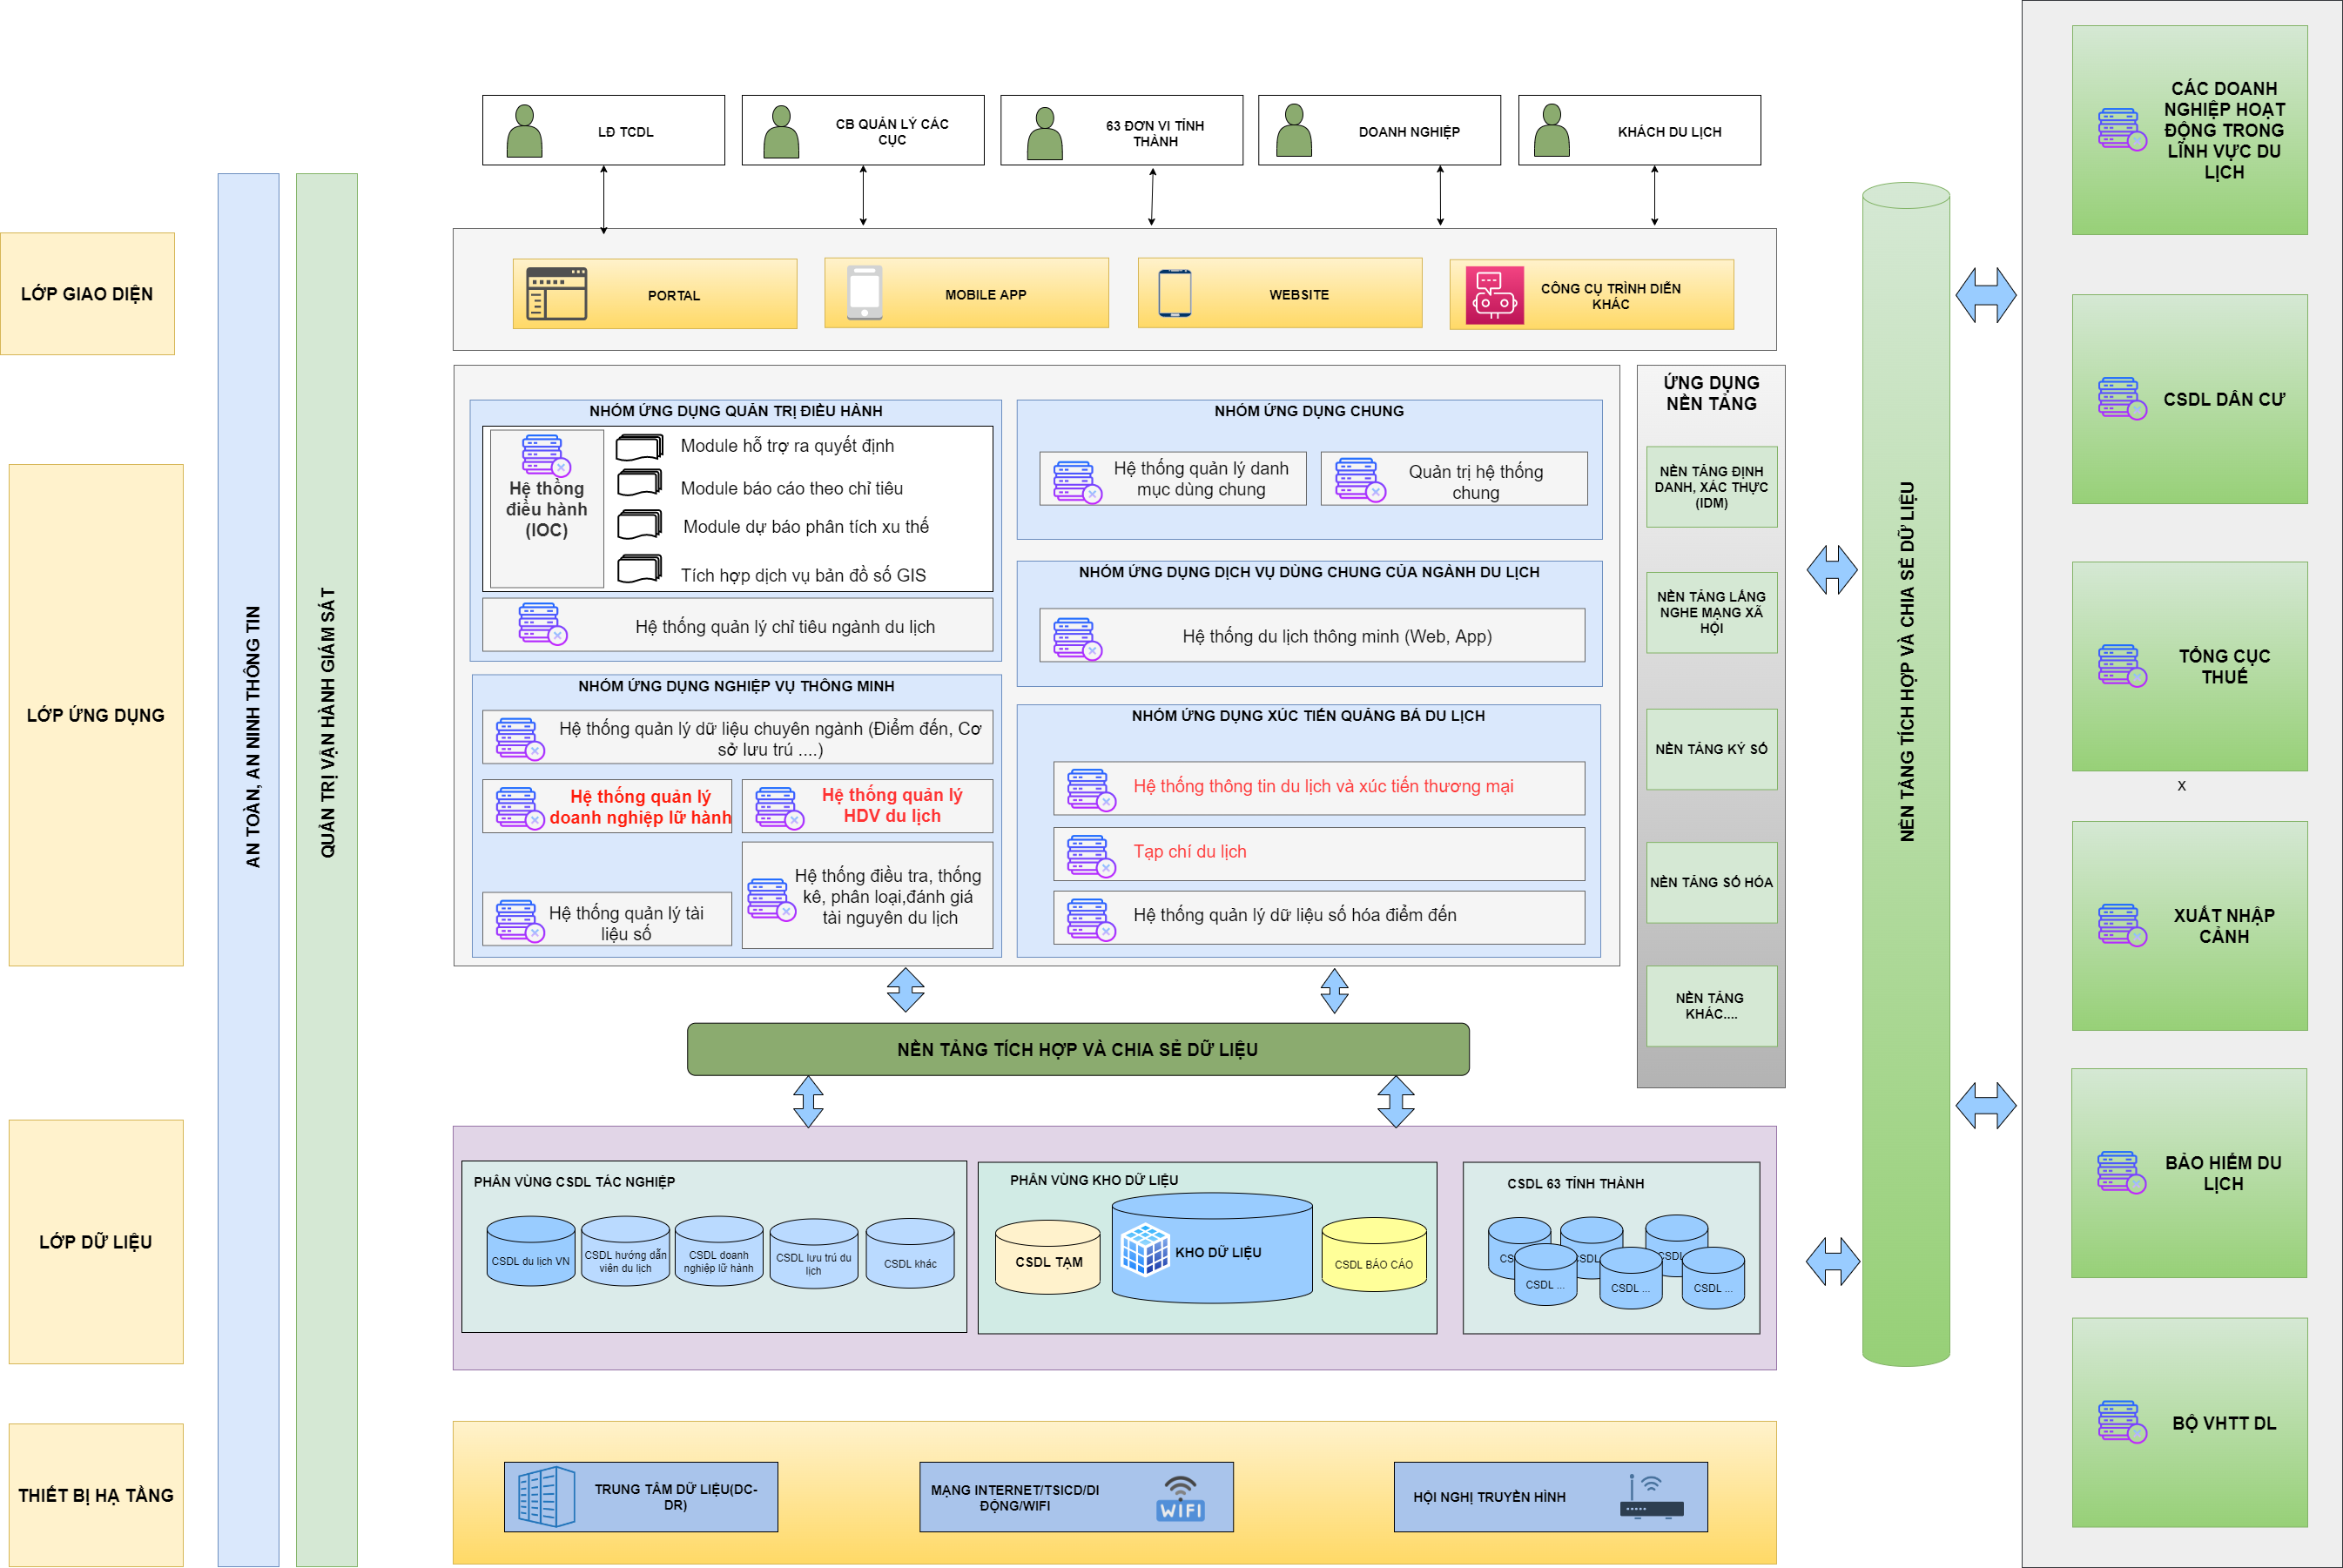 LĐ TCDL
CB QUẢN LÝ CÁC
CỤC
63 ĐƠN VI TỈNH
THÀNH
DOANH NGHIỆP
KHÁCH DU LỊCH
LỚP GIAO DIỆN
PORTAL
MOBILE APP
WEBSITE
CÔNG CỤ TRÌNH DIỄN
KHÁC
LỚP ỨNG DỤNG
AN TOÀN, AN NINH THÔNG TIN
QUẢN TRỊ VẬN HÀNH GIÁM SÁT
NHÓM ỨNG DỤNG QUẢN TRỊ ĐIỀU HÀNH
Hệ thống
điều hành
(IOC)
Module hỗ trợ ra quyết định
Module báo cáo theo chỉ tiêu
Module dự báo phân tích xu thế
Tích hợp dịch vụ bản đồ số GIS
Hệ thống quản lý chỉ tiêu ngành du lịch
NHÓM ỨNG DỤNG NGHIỆP VỤ THÔNG MINH
Hệ thống quản lý dữ liệu chuyên ngành (Điểm đến, Cơ
sở lưu trú ....)
Hệ thống quản lý
doanh nghiệp lữ hành
Hệ thống quản lý
HDV du lịch
Hệ thống quản lý tài
liệu số
Hệ thống điều tra, thống
kê, phân loại,đánh giá
tài nguyên du lịch
NHÓM ỨNG DỤNG CHUNG
Hệ thống quản lý danh
mục dùng chung
Quản trị hệ thống
chung
NHÓM ỨNG DỤNG DỊCH VỤ DÙNG CHUNG CỦA NGÀNH DU LỊCH
Hệ thống du lịch thông minh (Web, App)
NHÓM ỨNG DỤNG XÚC TIẾN QUẢNG BÁ DU LỊCH
Hệ thống thông tin du lịch và xúc tiến thương mại
Tạp chí du lịch
Hệ thống quản lý dữ liệu số hóa điểm đến
ỨNG DỤNG
NỀN TẢNG
NỀN TẢNG ĐỊNH
DANH, XÁC THỰC
(IDM)
NỀN TẢNG LẮNG
NGHE MẠNG XÃ
HỘI
NỀN TẢNG KÝ SỐ
NỀN TẢNG SỐ HÓA
NỀN TẢNG
KHÁC....
NỀN TẢNG TÍCH HỢP VÀ CHIA SẺ DỮ LIỆU
NỀN TẢNG TÍCH HỢP VÀ CHIA SẺ DỮ LIỆU
LỚP DỮ LIỆU
PHÂN VÙNG CSDL TÁC NGHIỆP
CSDL du lịch VN
CSDL hướng dẫn
viên du lịch
CSDL doanh
nghiệp lữ hành
CSDL lưu trú du
lịch
CSDL khác
PHÂN VÙNG KHO DỮ LIỆU
CSDL TẠM
KHO DỮ LIỆU
CSDL BÁO CÁO
CSDL 63 TỈNH THÀNH
CSDL ...
CSDL ...
CSDL ...
THIẾT BỊ HẠ TẦNG
TRUNG TÂM DỮ LIỆU(DC-
DR)
MẠNG INTERNET/TSICD/DI
ĐỘNG/WIFI
WIFI
HỘI NGHỊ TRUYỀN HÌNH
CÁC DOANH
NGHIỆP HOẠT
ĐỘNG TRONG
LĨNH VỰC DU
LỊCH
CSDL DÂN CƯ
TỔNG CỤC
THUẾ
x
XUẤT NHẬP
CẢNH
BẢO HIỂM DU
LỊCH
BỘ VHTT DL